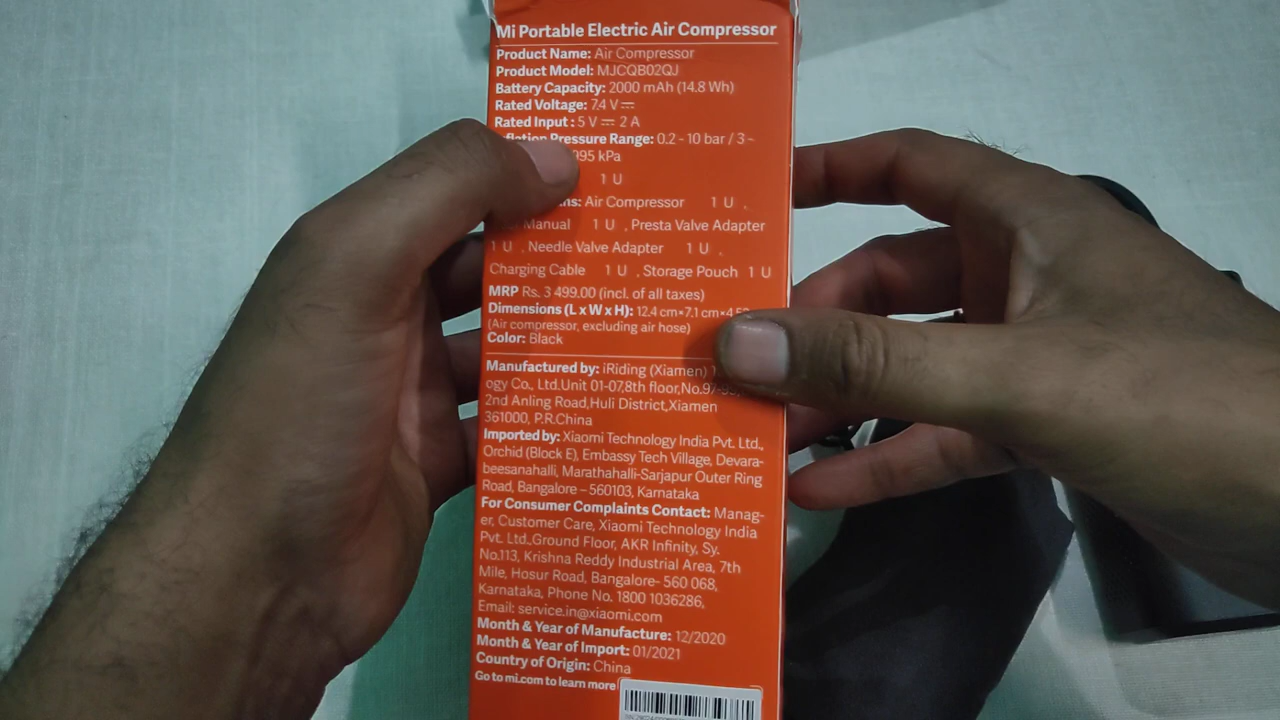 Mi Portable Electric Air Compressor
Product Name: Air Compressor
Product Model: MJCQB02QJ
Battery Capacity: 2000 mAh (14.8 Wh)
Rated Voltage: 7.4 V
Rated Input : 5 V 2 A
Pressure Range: 0.2 - 10 bar / 3 ~
kPa
1 U
Air Compressor 1 U ,
Manual 1 U , Presta Valve Adapter
1 U , Needle Valve Adapter 1 U ,
Charging Cable 1 U , Storage Pouch 1 U
MRP Rs. 3 499.00 (incl. of all taxes)
Dimensions (L x W x H): 12.4 cm×7.1 cm×
(Air compressor, excluding air hose)
Color: Black
Manufactured by: iRiding (Xiamen)
ogy Co., Ltd.Unit 01-07,8th floor,
2nd Anling Road,Huli District,Xiamen
361000, P.R.China
Imported by: Xiaomi Technology India Pvt. Ltd.,
Orchid (Block E), Embassy Tech Village, Devara-
beesanahalli, Marathahalli-Sarjapur Outer Ring
Road, Bangalore – 560103, Karnataka
For Consumer Complaints Contact: Manag-
er, Customer Care, Xiaomi Technology India
Pvt. Ltd.,Ground Floor, AKR Infinity, Sy.
No.113, Krishna Reddy Industrial Area, 7th
Mile, Hosur Road, Bangalore- 560 068,
Karnataka, Phone No. 1800 1036286,
Email: service.in@xiaomi.com
Month & Year of Manufacture: 12/2020
Month & Year of Import: 01/2021
Country of Origin: China
Go to mi.com to learn more